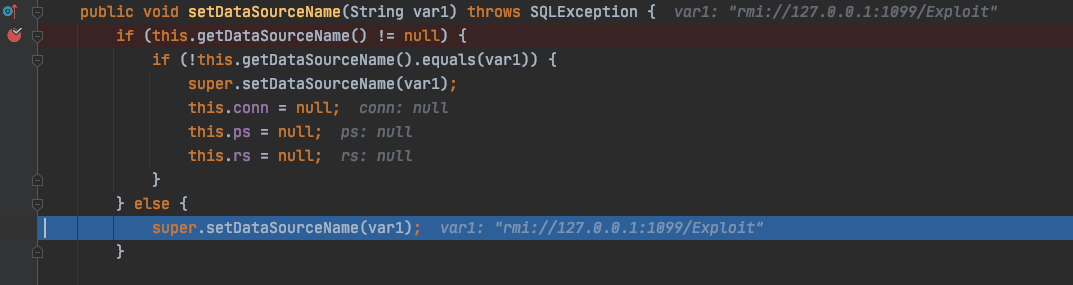 public void setDataSourceName(String var1) throws SQLException {  var1: "rmi://127.0.0.1:1099/Exploit"
    if (this.getDataSourceName() != null) {
        if (!this.getDataSourceName().equals(var1)) {
            super.setDataSourceName(var1);
            this.conn = null;  conn: null
            this.ps = null;  ps: null
            this.rs = null;  rs: null
        }
    } else {
        super.setDataSourceName(var1);  var1: "rmi://127.0.0.1:1099/Exploit"
    }